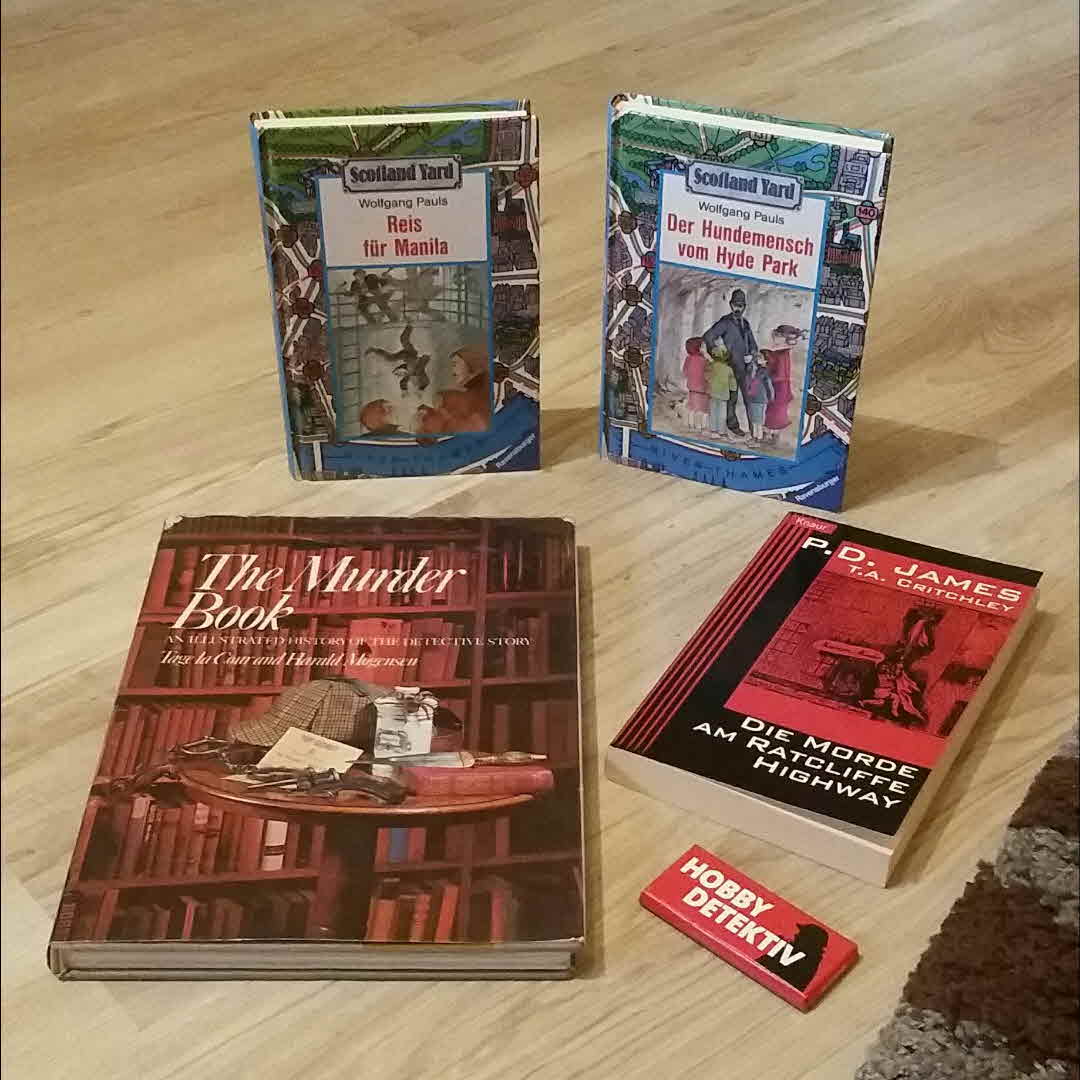 Scotland Yard
Wolfgang Pauls
Reis
für Manila
Ravensburger
Scotland Yard
Wolfgang Pauls
Der Hundemensch
vom Hyde Park
140
RIVER THAMES
Ravensburger
The Murder
Book
AN ILLUSTRATED HISTORY OF THE DETECTIVE STORY
Tage la Cour and Harald Mogensen
Knaur
P.D. JAMES
T.A. CRITCHLEY
DIE MORDE
AM RATCLIFFE
HIGHWAY
HOBBY
DETEKTIV